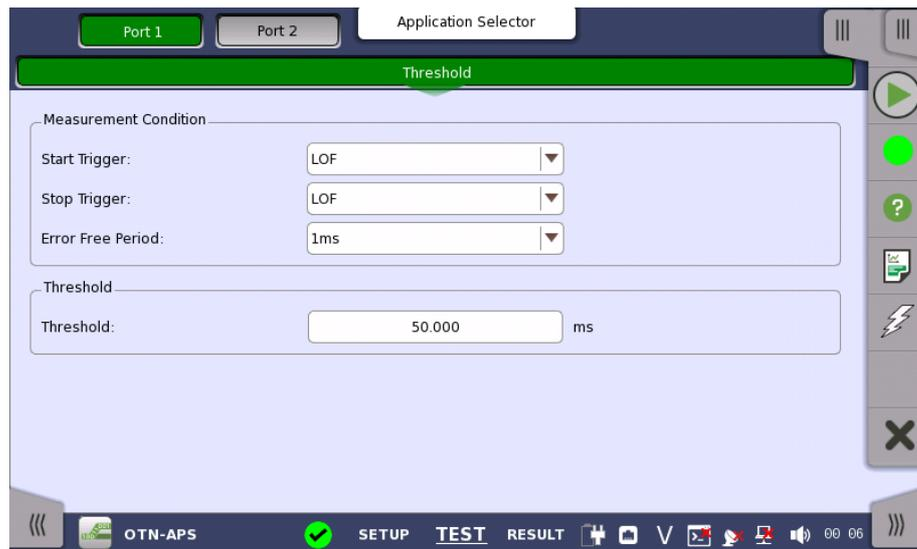 Port 1
Port 2
Application Selector
Threshold
Measurement Condition
Start Trigger:
LOF
Stop Trigger:
LOF
Error Free Period:
1ms
Threshold
Threshold:
50.000
ms
OTN-APS
SETUP
TEST
RESULT
V
00 06